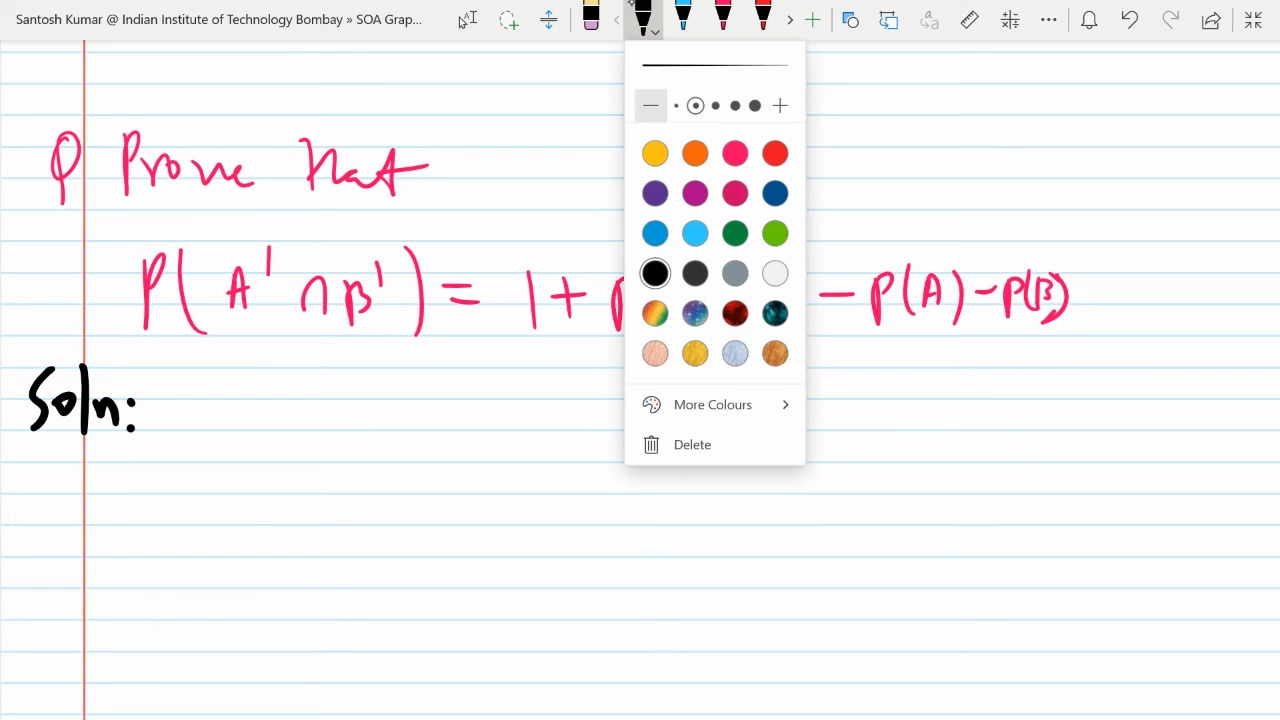 Santosh Kumar @ Indian Institute of Technology Bombay » SOA Grap...
Q Prove that
P( A' ∩ B' ) = 1 + P - P(A) - P(B)
Soln:
More Colours
Delete